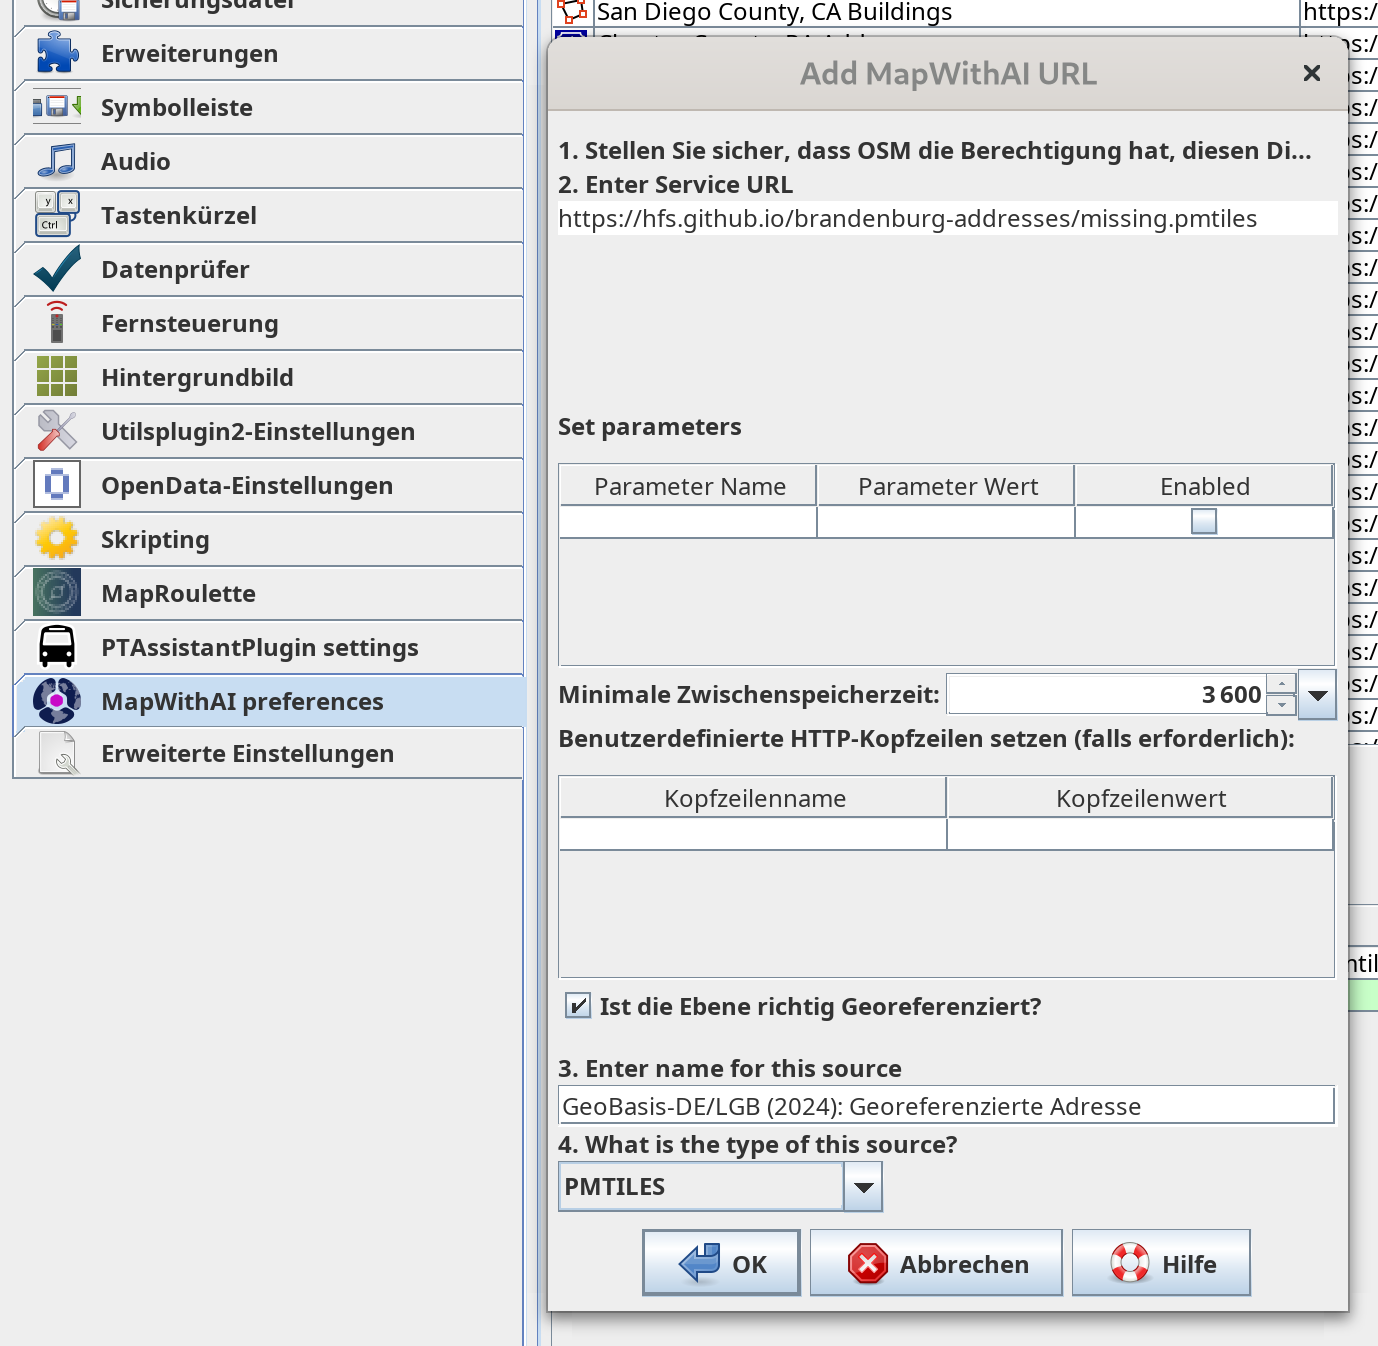 Sicherungsdatei
Erweiterungen
Symbolleiste
Audio
y x
Ctrl
Tastenkürzel
Datenprüfer
Fernsteuerung
Hintergrundbild
Utilsplugin2-Einstellungen
OpenData-Einstellungen
Skripting
MapRoulette
PTAssistantPlugin settings
MapWithAI preferences
Erweiterte Einstellungen
San Diego County, CA Buildings
https:/
Add MapWithAI URL
1. Stellen Sie sicher, dass OSM die Berechtigung hat, diesen Di...
2. Enter Service URL
https://hfs.github.io/brandenburg-addresses/missing.pmtiles
Set parameters
Parameter Name Parameter Wert Enabled
Minimale Zwischenspeicherzeit: 3 600
Benutzerdefinierte HTTP-Kopfzeilen setzen (falls erforderlich):
Kopfzeilenname Kopfzeilenwert
Ist die Ebene richtig Georeferenziert?
3. Enter name for this source
GeoBasis-DE/LGB (2024): Georeferenzierte Adresse
4. What is the type of this source?
PMTILES
OK Abbrechen Hilfe